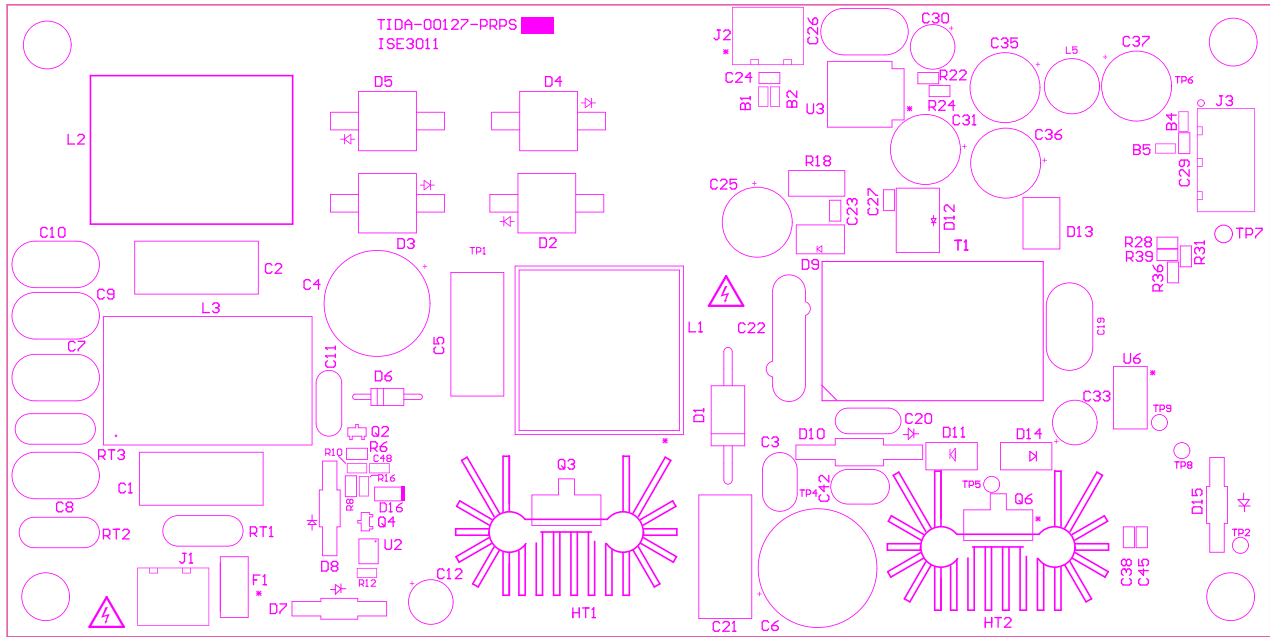 TIDA-00127-PRPS
ISE3011
C26
C30
J2
C35
L5
C37
D5
D4
C24
R22
TP6
B1
B2
U3
R24
J3
L2
C31
C36
B4
B5
C29
R18
C25
C23
C27
D12
D13
C10
D3
TP1
D2
D9
T1
TP7
R28
R39
R31
R36
C2
C4
C9
L3
L1
C22
C19
C7
C11
C5
U6
D6
D1
C33
TP9
Q2
C20
RT3
R10
R6
C48
D10
D11
D14
C3
TP8
C1
R8
R16
Q3
TP4
C42
TP5
Q6
D15
C8
D16
RT2
RT1
Q4
TP2
J1
D8
U2
F1
R12
C12
C38
C45
D7
HT1
C21
C6
HT2